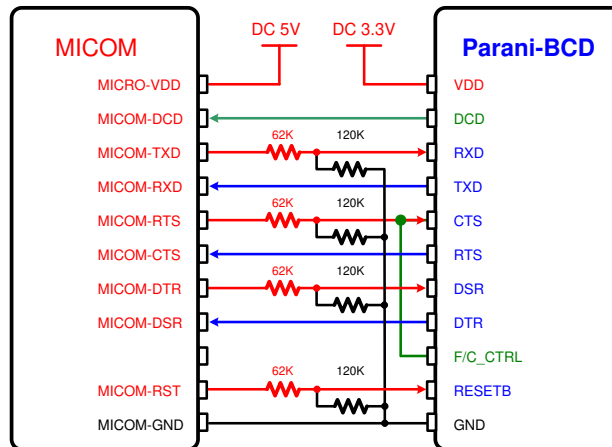 DC 5V DC 3.3V
MICOM Parani-BCD
MICRO-VDD VDD
MICOM-DCD DCD
62K 120K
MICOM-TXD RXD
MICOM-RXD TXD
62K 120K
MICOM-RTS CTS
MICOM-CTS RTS
62K 120K
MICOM-DTR DSR
MICOM-DSR DTR
F/C_CTRL
62K 120K
MICOM-RST RESETB
MICOM-GND GND